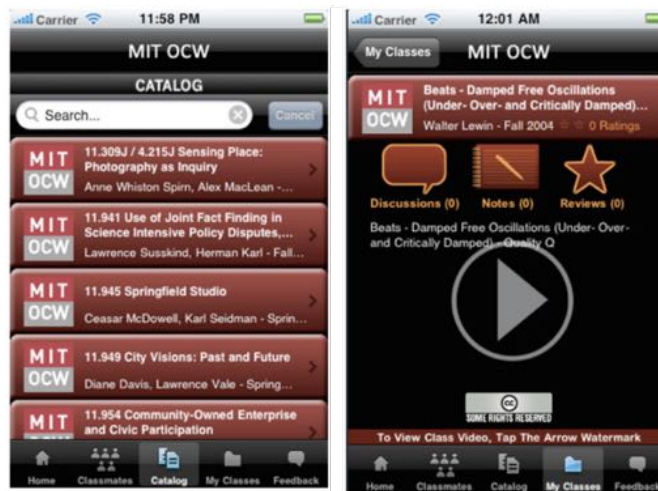 Carrier 11:58 PM
MIT OCW
CATALOG
Search...
Cancel
MIT
OCW
11.309J / 4.215J Sensing Place:
Photography as Inquiry
Anne Whiston Spirn, Alex MacLean -...
MIT
OCW
11.941 Use of Joint Fact Finding in
Science Intensive Policy Disputes,...
Lawrence Susskind, Herman Karl - Fall...
MIT
OCW
11.945 Springfield Studio
Ceasar McDowell, Karl Seidman - Sprin...
MIT
OCW
11.949 City Visions: Past and Future
Diane Davis, Lawrence Vale - Spring...
MIT
11.954 Community-Owned Enterprise
and Civic Participation
Home Classmates Catalog My Classes Feedback
Carrier 12:01 AM
My Classes
MIT OCW
MIT
OCW
Beats - Damped Free Oscillations
(Under- Over- and Critically Damped)...
Walter Lewin - Fall 2004 0 Ratings
Discussions (0) Notes (0) Reviews (0)
Beats - Damped Free Oscillations (Under- Over-
and Critically Damped) - Quality Q
cc
SOME RIGHTS RESERVED
To View Class Video, Tap The Arrow Watermark
Home Classmates Catalog My Classes Feedback